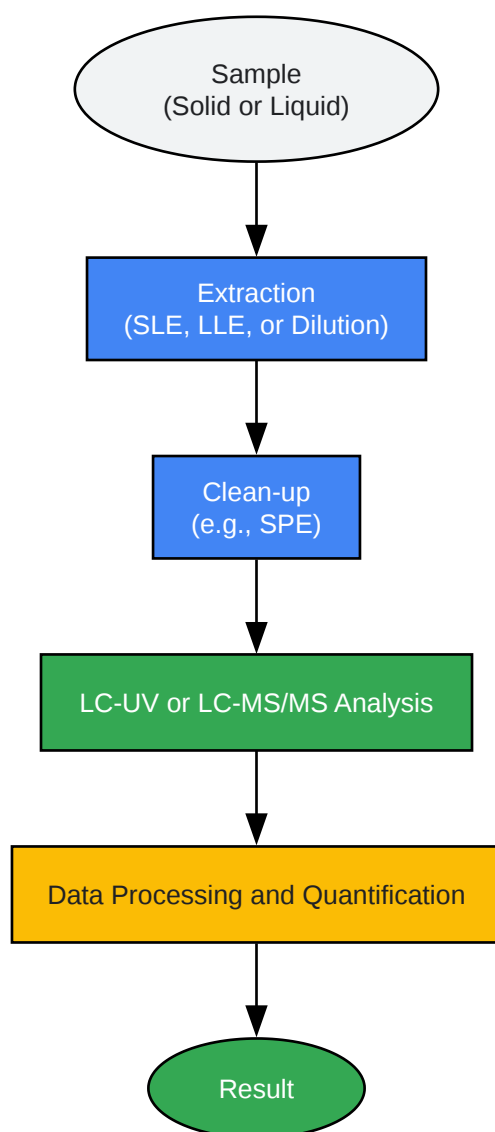 Sample
(Solid or Liquid)
Extraction
(SLE, LLE, or Dilution)
Clean-up
(e.g., SPE)
LC-UV or LC-MS/MS Analysis
Data Processing and Quantification
Result